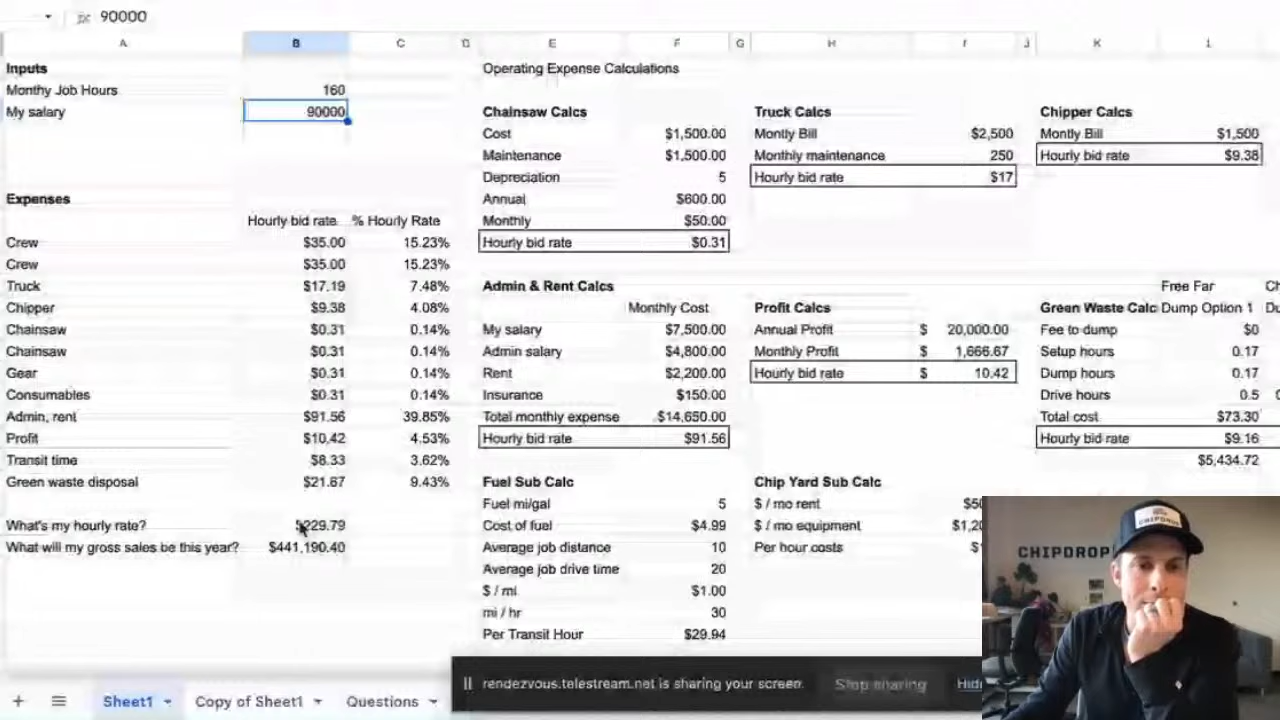 90000
A B C D E F G H I J K L
Inputs Operating Expense Calculations
Monthy Job Hours 160
My salary 90000 Chainsaw Calcs Truck Calcs Chipper Calcs
Cost $1,500.00 Montly Bill $2,500 Montly Bill $1,500
Maintenance $1,500.00 Monthly maintenance 250 Hourly bid rate $9.38
Depreciation 5 Hourly bid rate $17
Expenses Annual $600.00
Hourly bid rate % Hourly Rate Monthly $50.00
Crew $35.00 15.23% Hourly bid rate $0.31
Crew $35.00 15.23%
Truck $17.19 7.48% Admin & Rent Calcs Free Far
Chipper $9.38 4.08% Monthly Cost Profit Calcs Green Waste Calc Dump Option 1
Chainsaw $0.31 0.14% My salary $7,500.00 Annual Profit $ 20,000.00 Fee to dump $0
Chainsaw $0.31 0.14% Admin salary $4,800.00 Monthly Profit $ 1,666.67 Setup hours 0.17
Gear $0.31 0.14% Rent $2,200.00 Hourly bid rate $ 10.42 Dump hours 0.17
Consumables $0.31 0.14% Insurance $150.00 Drive hours 0.5
Admin, rent $91.56 39.85% Total monthly expense $14,650.00 Total cost $73.30
Profit $10.42 4.53% Hourly bid rate $91.56 Hourly bid rate $9.16
Transit time $8.33 3.62% $5,434.72
Green waste disposal $21.67 9.43% Fuel Sub Calc Chip Yard Sub Calc
Fuel mi/gal 5 $ / mo rent
What's my hourly rate? $229.79 Cost of fuel $4.99 $ / mo equipment
What will my gross sales be this year? $441,190.40 Average job distance 10 Per hour costs
Average job drive time 20
$ / mi $1.00
mi / hr 30
Per Transit Hour $29.94
CHIPDROP
CHIPDROP
rendezvous.telestream.net is sharing your screen. Stop sharing
Sheet1 Copy of Sheet1 Questions